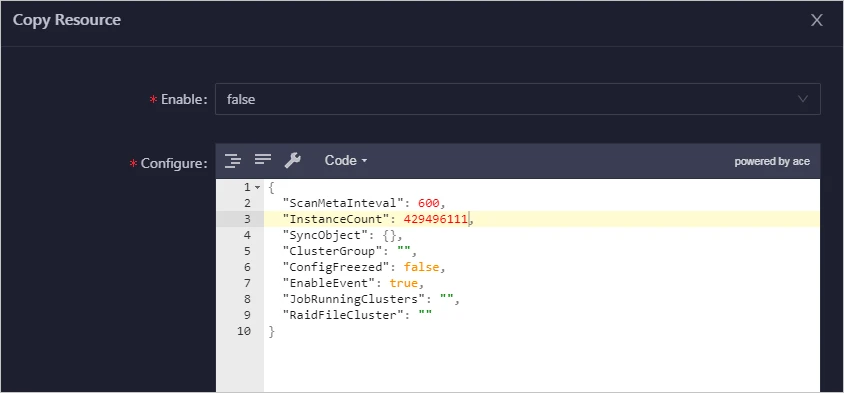 Copy Resource
* Enable: false
* Configure: Code powered by ace
1 {
2 "ScanMetaInteval": 600,
3 "InstanceCount": 429496111,
4 "SyncObject": {},
5 "ClusterGroup": "",
6 "ConfigFreezed": false,
7 "EnableEvent": true,
8 "JobRunningClusters": "",
9 "RaidFileCluster": ""
10 }